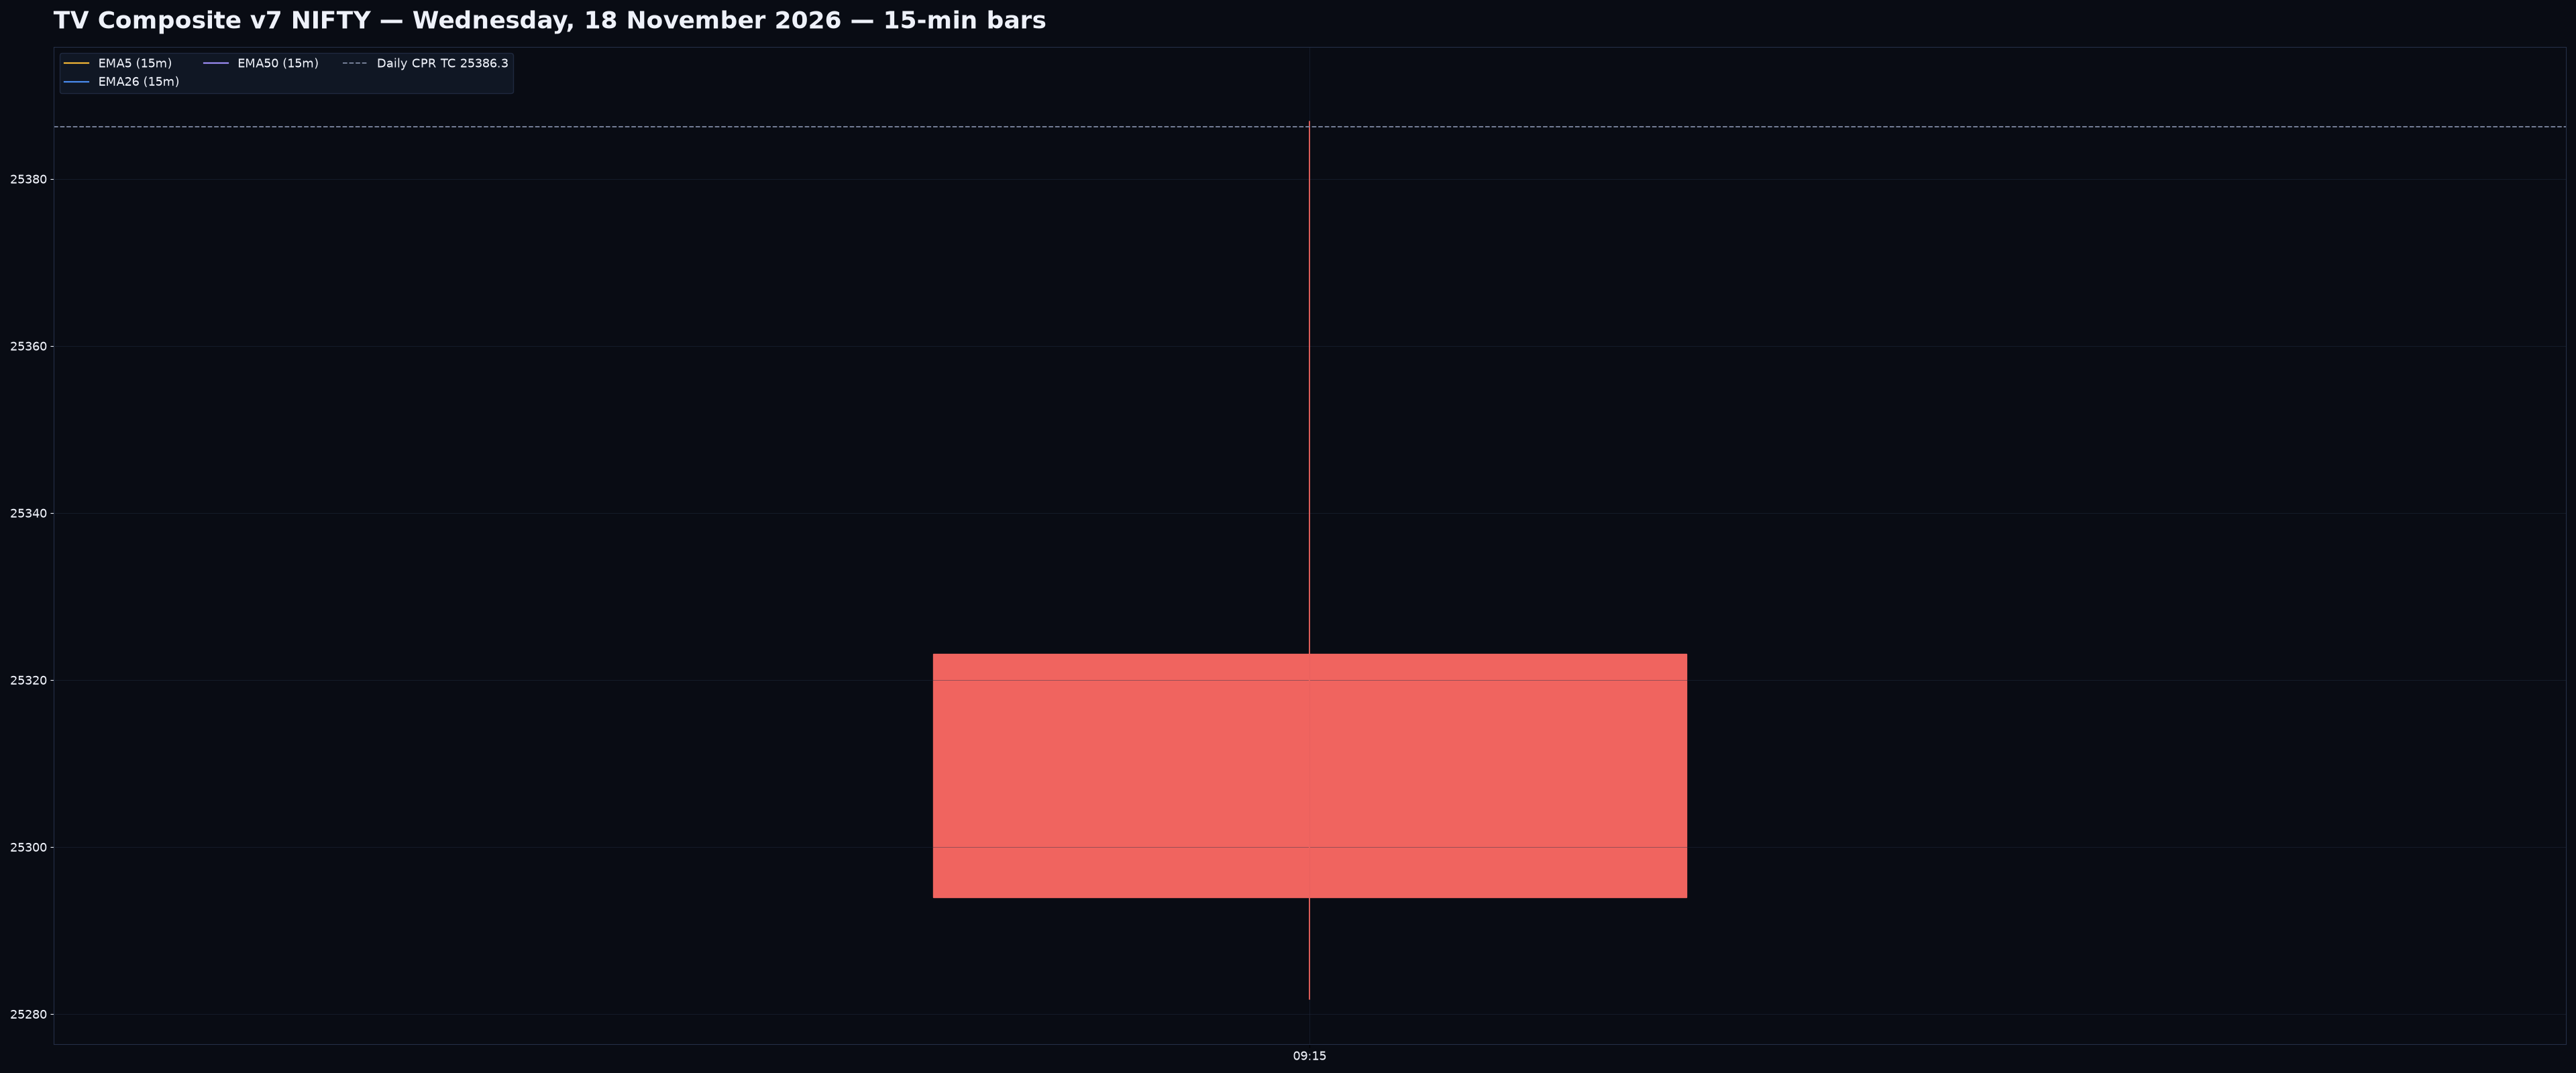 TV Composite v7 NIFTY — Wednesday, 18 November 2026 — 15-min bars
EMA5 (15m) EMA50 (15m) Daily CPR TC 25386.3
EMA26 (15m)
25380
25360
25340
25320
25300
25280
09:15